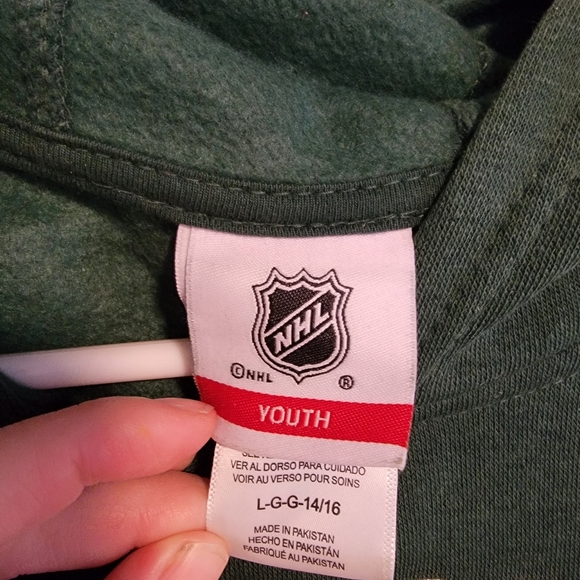 NHL
©NHL ®
YOUTH
VER AL DORSO PARA CUIDADO
VOIR AU VERSO POUR SOINS
L-G-G-14/16
MADE IN PAKISTAN
HECHO EN PAKISTÁN
FABRIQUÉ AU PAKISTAN